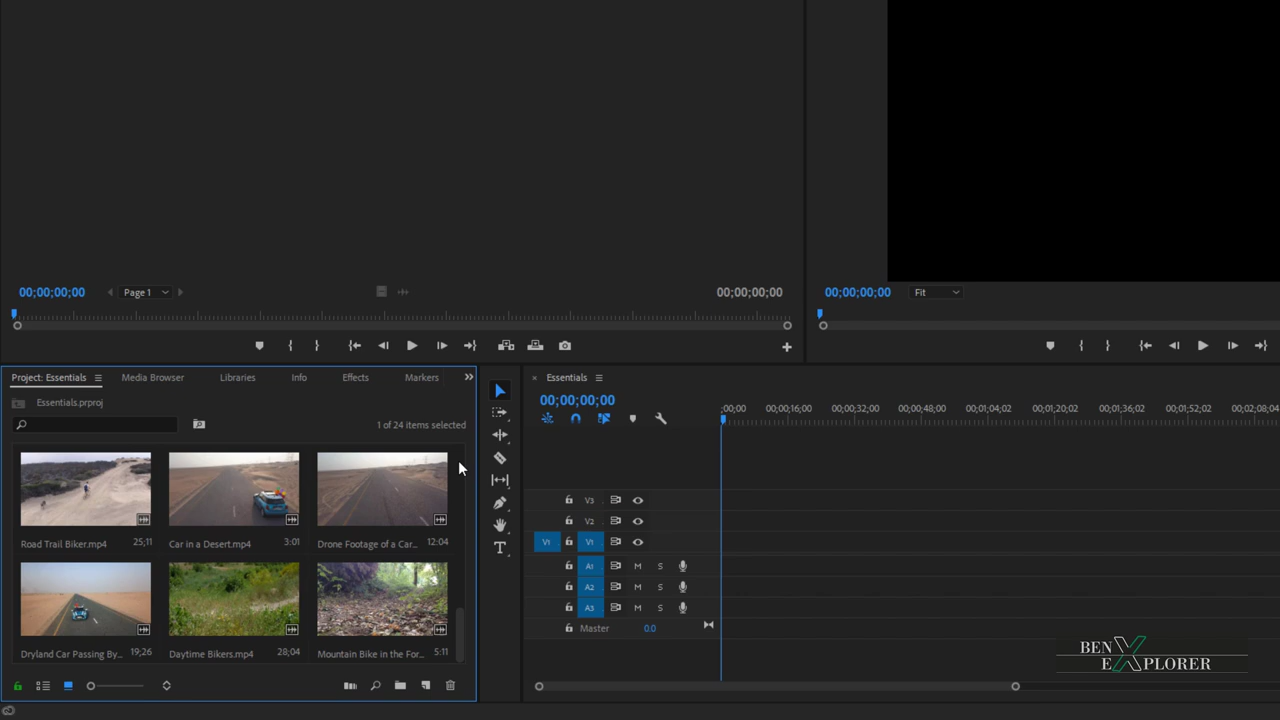 00;00;00;00 Page 1 00;00;00;00
00;00;00;00 Fit
Project: Essentials Media Browser Libraries Info Effects Markers
Essentials.prproj
1 of 24 items selected
Road Trail Biker.mp4 25;11
Car in a Desert.mp4 3:01
Drone Footage of a Car... 12:04
Dryland Car Passing By... 19;26
Daytime Bikers.mp4 28;04
Mountain Bike in the For... 5:11
Essentials
00;00;00;00
;00;00 00;00;16;00 00;00;32;00 00;00;48;00 00;01;04;02 00;01;20;02 00;01;36;02 00;01;52;02 00;02;08;04
V3
V2
V1 V1
A1 M S
A2 M S
A3 M S
Master 0.0
T
BEN
EXPLORER